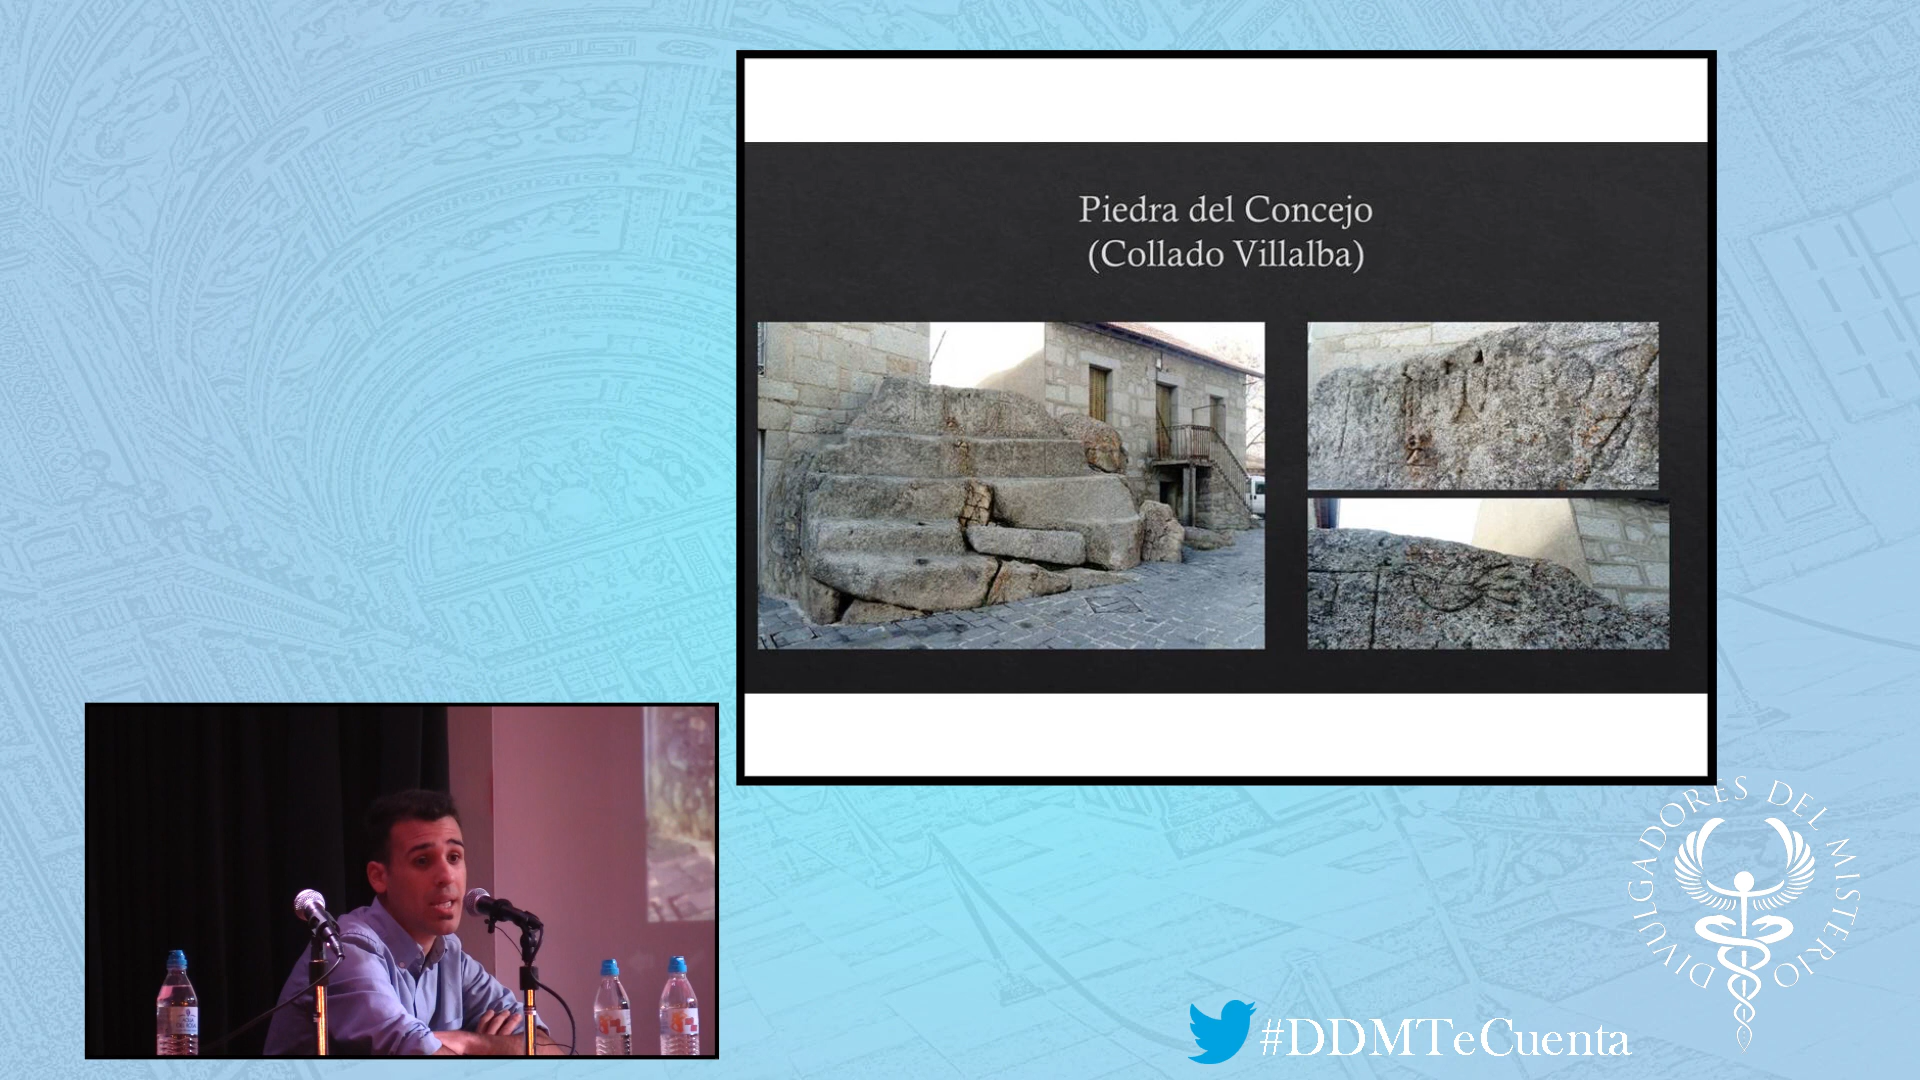 Piedra del Concejo
(Collado Villalba)
DIVULGADORES DEL MISTERIO
#DDMTeCuenta